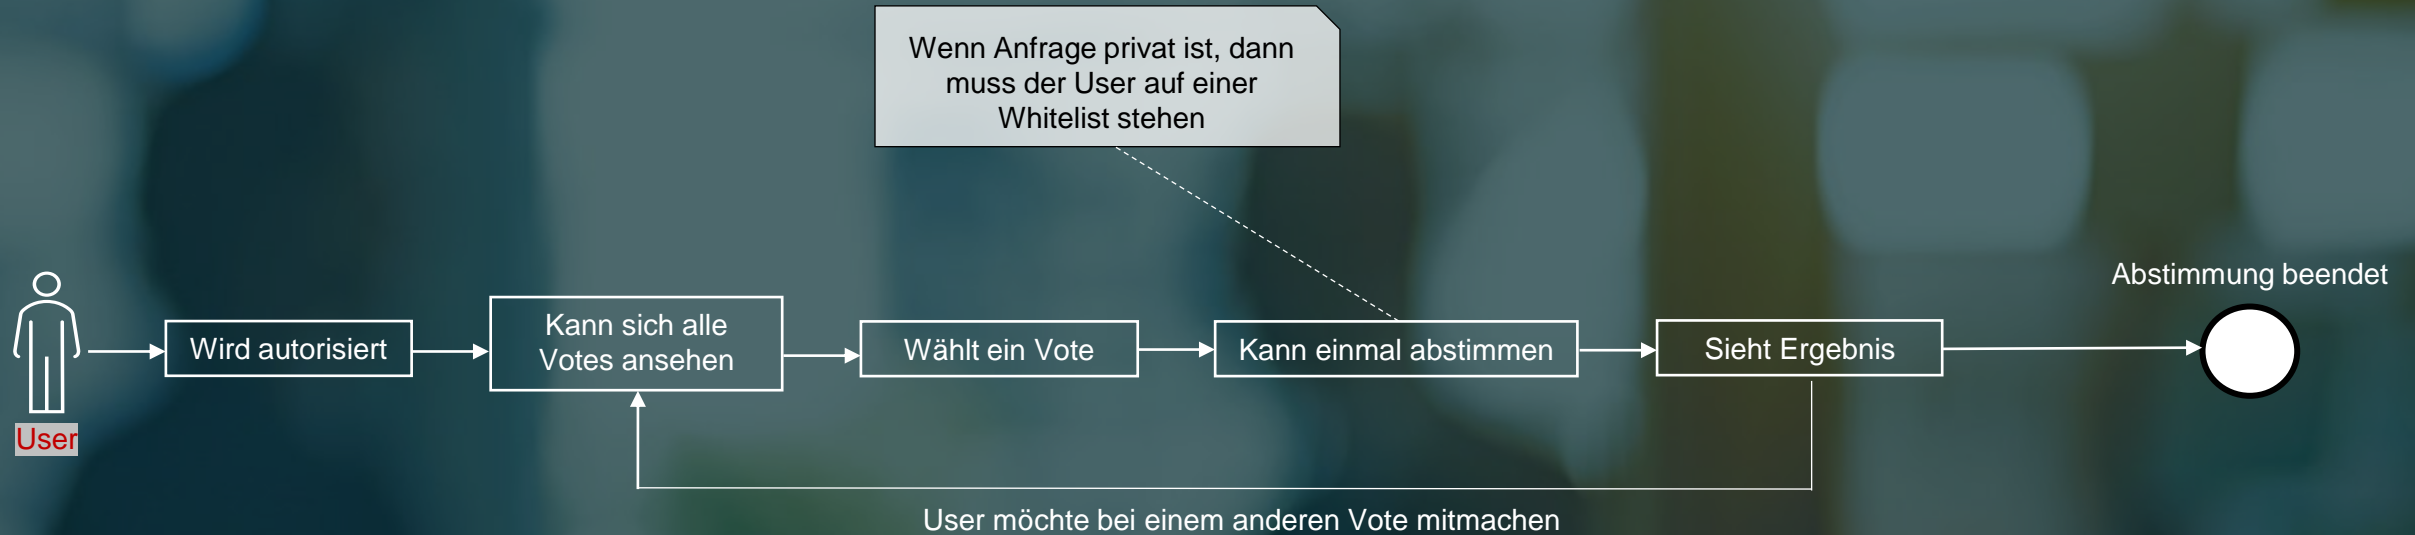 Wenn Anfrage privat ist, dann
muss der User auf einer
Whitelist stehen
Abstimmung beendet
Wird autorisiert
Kann sich alle
Votes ansehen
Wählt ein Vote
Kann einmal abstimmen
Sieht Ergebnis
User
User möchte bei einem anderen Vote mitmachen